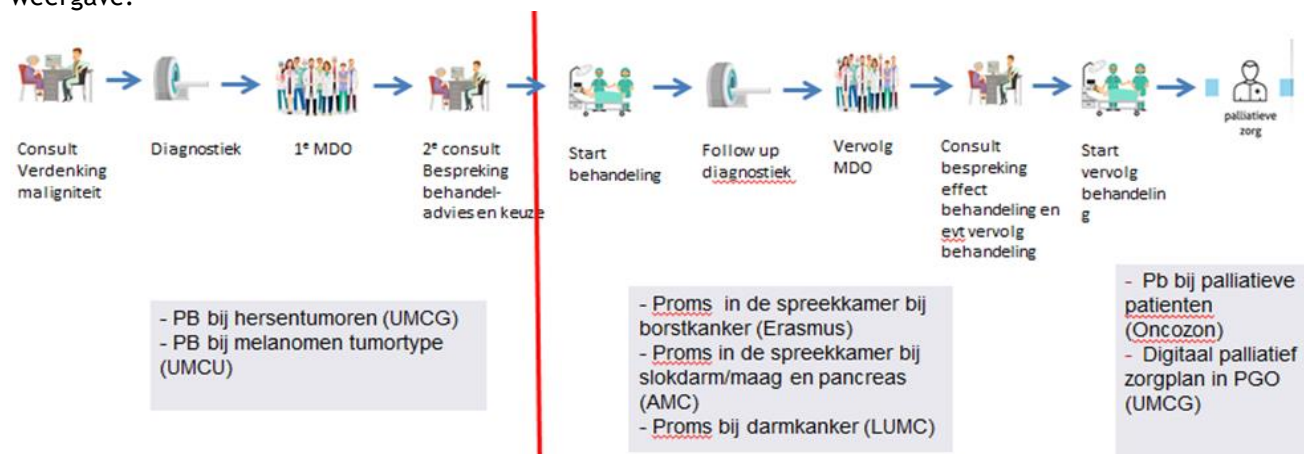 weergave:
Consult
Verdenking
maligniteit
Diagnostiek
1e MDO
2e consult
Bespreking
behandel-
advies en keuze
Start
behandeling
Follow up
diagnostiek
Vervolg
MDO
Consult
bespreking
effect
behandeling en
evt vervolg
behandeling
Start
vervolg
behandelin
g
palliatieve
zorg
- PB bij hersentumoren (UMCG)
- PB bij melanomen tumortype
(UMCU)
- Proms in de spreekkamer bij
borstkanker (Erasmus)
- Proms in de spreekkamer bij
slokdarm/maag en pancreas
(AMC)
- Proms bij darmkanker (LUMC)
- Pb bij palliatieve
patienten
(Oncozon)
- Digitaal palliatief
zorgplan in PGO
(UMCG)